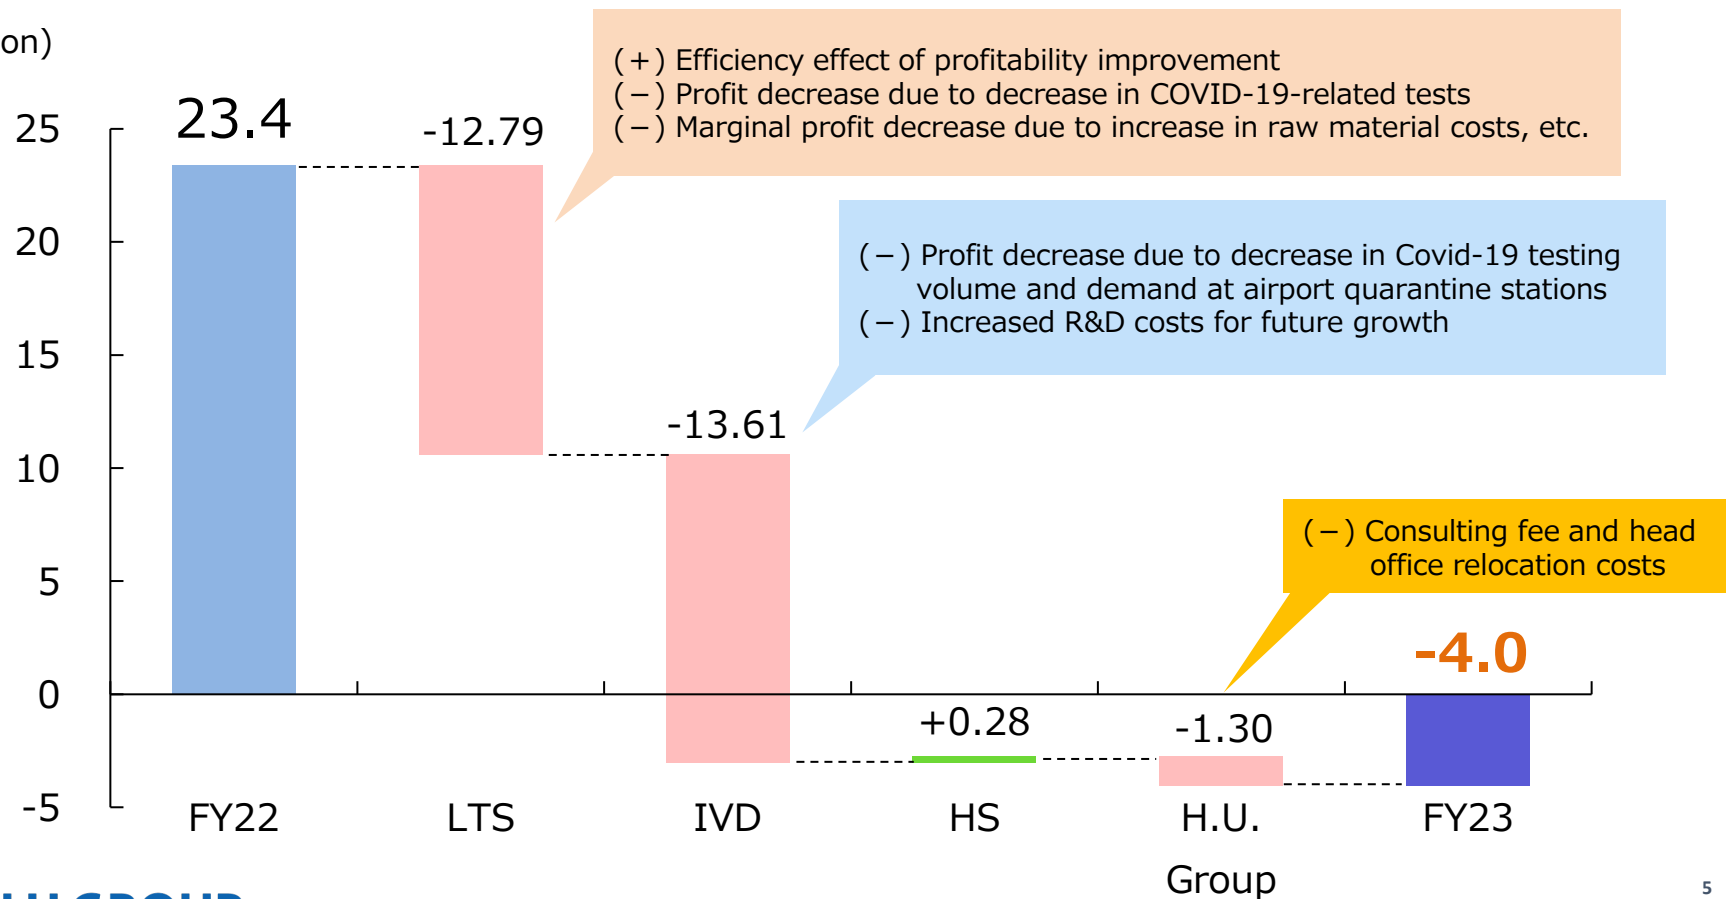 on)
(+) Efficiency effect of profitability improvement
(−) Profit decrease due to decrease in COVID-19-related tests
(−) Marginal profit decrease due to increase in raw material costs, etc.
25
23.4
-12.79
20
(−) Profit decrease due to decrease in Covid-19 testing
volume and demand at airport quarantine stations
(−) Increased R&D costs for future growth
15
-13.61
10
(−) Consulting fee and head
office relocation costs
5
-4.0
0
+0.28
-1.30
-5
FY22
LTS
IVD
HS
H.U.
Group
FY23
GROUP
5